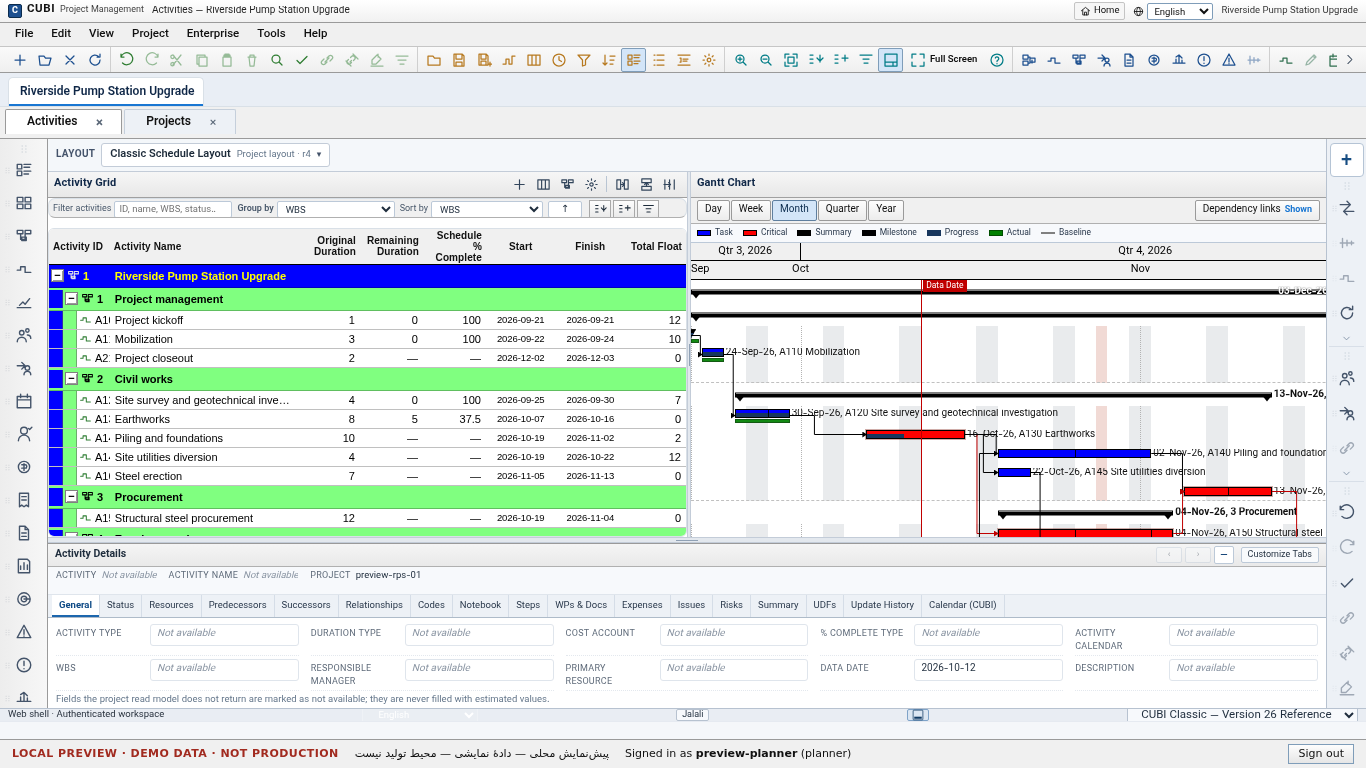 CUBI Project Management Activities — Riverside Pump Station Upgrade Home English Riverside Pump Station Upgrade
File Edit View Project Enterprise Tools Help
Full Screen
Riverside Pump Station Upgrade
Activities × Projects ×
LAYOUT Classic Schedule Layout Project layout · r4
Activity Grid
Filter activities ID, name, WBS, status.. Group by WBS Sort by WBS ↑
Activity ID Activity Name Original Duration Remaining Duration Schedule % Complete Start Finish Total Float
1 Riverside Pump Station Upgrade
1 Project management
Project kickoff 1 0 100 2026-09-21 2026-09-21 12
Mobilization 3 0 100 2026-09-22 2026-09-24 10
Project closeout 2 — — 2026-12-02 2026-12-03 0
2 Civil works
Site survey and geotechnical inve… 4 0 100 2026-09-25 2026-09-30 7
Earthworks 8 5 37.5 2026-10-07 2026-10-16 0
Piling and foundations 10 — — 2026-10-19 2026-11-02 2
Site utilities diversion 4 — — 2026-10-19 2026-10-22 12
Steel erection 7 — — 2026-11-05 2026-11-13 0
3 Procurement
Structural steel procurement 12 — — 2026-10-19 2026-11-04 0
Gantt Chart
Day Week Month Quarter Year Dependency links Shown
Task Critical Summary Milestone Progress Actual Baseline
Qtr 3, 2026 Qtr 4, 2026
Sep Oct Nov
Data Date
03-Dec-26
24-Sep-26, A110 Mobilization
13-Nov-26,
30-Sep-26, A120 Site survey and geotechnical investigation
16-Oct-26, A130 Earthworks
02-Nov-26, A140 Piling and foundation
22-Oct-26, A145 Site utilities diversion
13-Nov-26,
04-Nov-26, 3 Procurement
04-Nov-26, A150 Structural steel
Activity Details Customize Tabs
ACTIVITY Not available ACTIVITY NAME Not available PROJECT preview-rps-01
General Status Resources Predecessors Successors Relationships Codes Notebook Steps WPs & Docs Expenses Issues Risks Summary UDFs Update History Calendar (CUBI)
ACTIVITY TYPE Not available DURATION TYPE Not available COST ACCOUNT Not available % COMPLETE TYPE Not available ACTIVITY CALENDAR Not available
WBS Not available RESPONSIBLE MANAGER Not available PRIMARY RESOURCE Not available DATA DATE 2026-10-12 DESCRIPTION Not available
Fields the project read model does not return are marked as not available; they are never filled with estimated values.
Web shell · Authenticated workspace English Jalali CUBI Classic — Version 26 Reference
LOCAL PREVIEW · DEMO DATA · NOT PRODUCTION پیش‌نمایش محلی — دادهٔ نمایشی — محیط تولید نیست Signed in as preview-planner (planner) Sign out